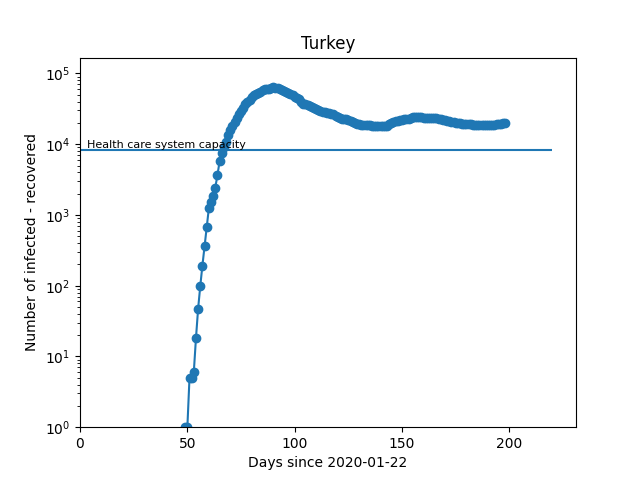 Turkey
10^5
10^4
10^3
10^2
10^1
10^0
Number of infected - recovered
Health care system capacity
0 50 100 150 200
Days since 2020-01-22